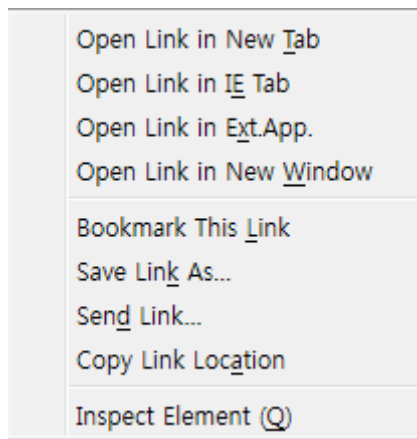 Open Link in New Tab
Open Link in IE Tab
Open Link in Ext.App.
Open Link in New Window
Bookmark This Link
Save Link As...
Send Link...
Copy Link Location
Inspect Element (Q)